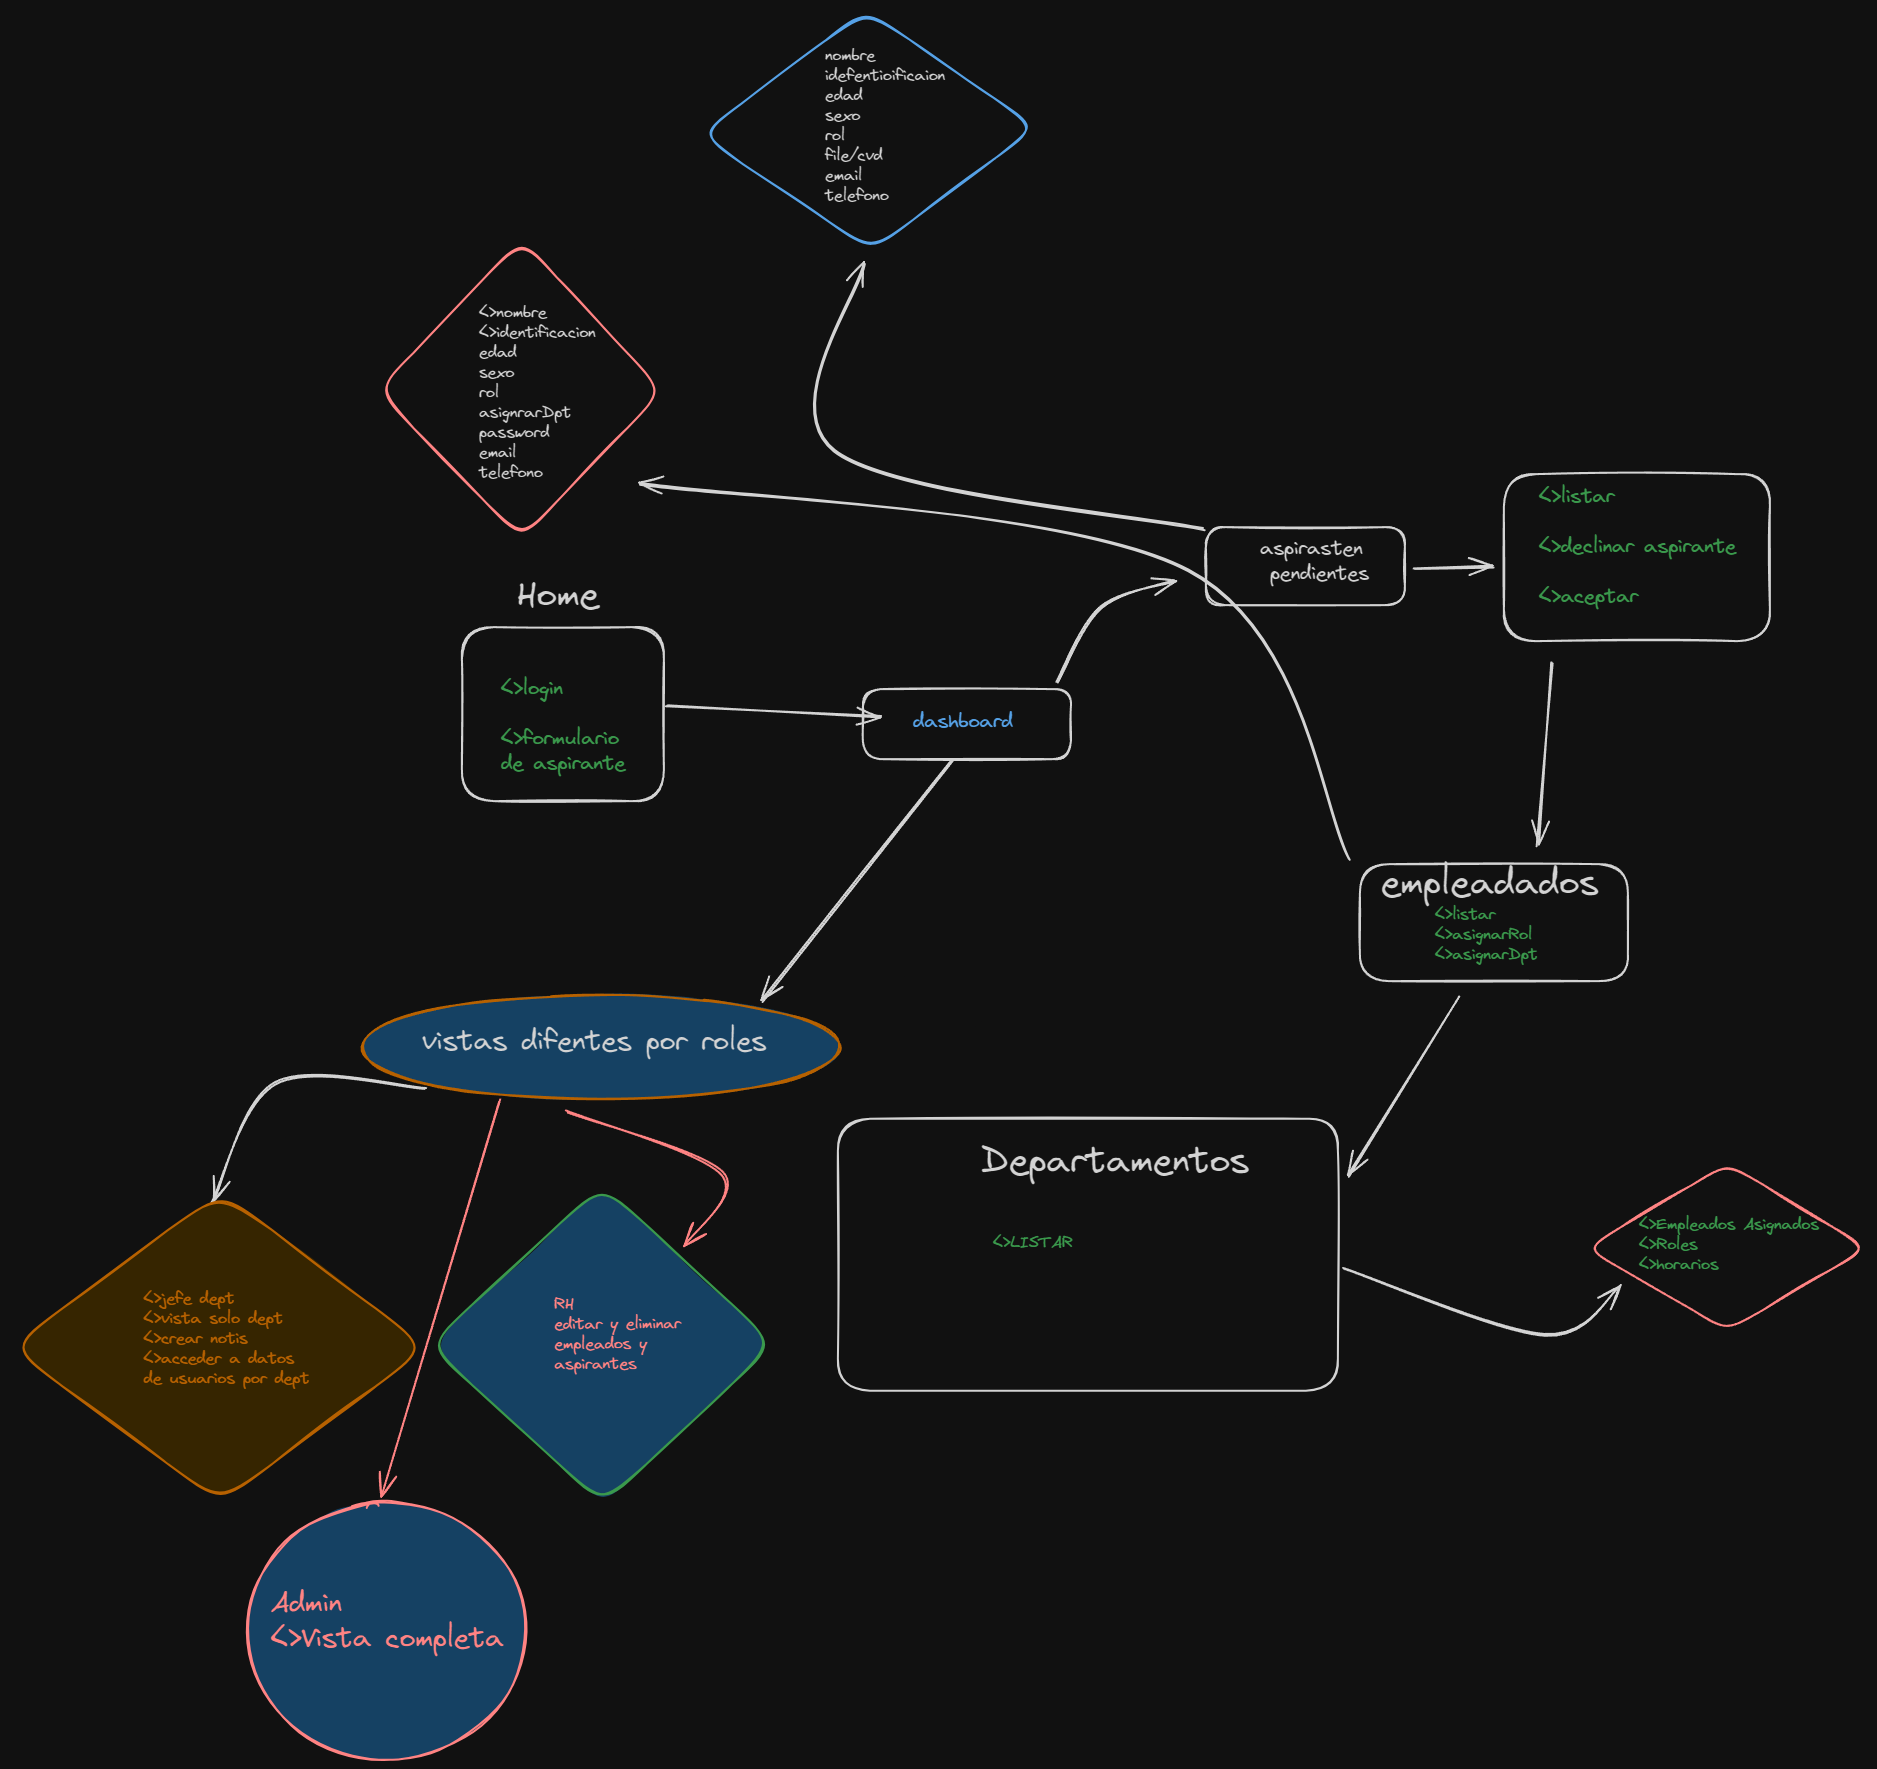 nombre
idefentioificaion
edad
sexo
rol
file/cvd
email
telefono
<>nombre
<>identificacion
edad
sexo
rol
asignrarDpt
password
email
telefono
<>listar
<>declinar aspirante
<>aceptar
aspirasten
pendientes
Home
<>login
<>formulario
de aspirante
dashboard
empleadados
<>listar
<>asignarRol
<>asignarDpt
vistas difentes por roles
Departamentos
<>LISTAR
<>Empleados Asignados
<>Roles
<>horarios
<>jefe dept
<>vista solo dept
<>crear notis
<>acceder a datos
de usuarios por dept
RH
editar y eliminar
empleados y
aspirantes
Admin
<>Vista completa